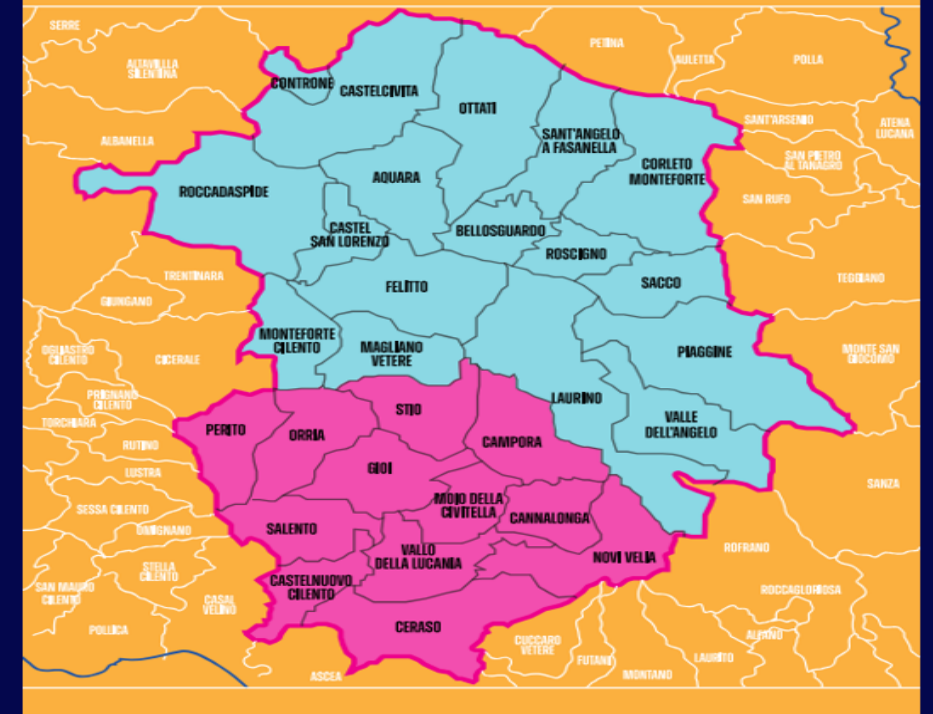 SERRE
PETINA
ALTAVILLA
SILENTINA
AULETTA
POLLA
CONTRONE
CASTELCIVITA
OTTATI
SANT'ARSENIO
ATENA
LUCANA
ALBANELLA
SANT'ANGELO
A FASANELLA
SAN PIETRO
AL TANAGRO
CORLETO
MONTEFORTE
AQUARA
ROCCADASPIDE
SAN RUFO
CASTEL
SAN LORENZO
BELLOSGUARDO
ROSCIGNO
TRENTINARA
TEGGIANO
SACCO
FELITTO
GIUNGANO
MONTEFORTE
CILENTO
OGLIASTRO
CILENTO
CICERALE
MAGLIANO
VETERE
PIAGGINE
MONTE SAN
GIOCOMO
PRIGNANO
CILENTO
LAURINO
STIO
TORCHIARA
PERITO
ORRIA
VALLE
DELL'ANGELO
RUTINO
CAMPORA
GIOI
LUSTRA
SANZA
MOIO DELLA
CIVITELLA
SESSA CILENTO
CANNALONGA
OMIGNANO
SALENTO
ROFRANO
VALLO
DELLA LUCANIA
NOVI VELIA
STELLA
CILENTO
CASTELNUOVO
CILENTO
SAN MAURO
CILENTO
ROCCAGLORIOSA
CASAL
VELINO
CERASO
POLLICA
ALFANO
CUCCARO
VETERE
FUTANI
LAURITO
ASCEA
MONTANO